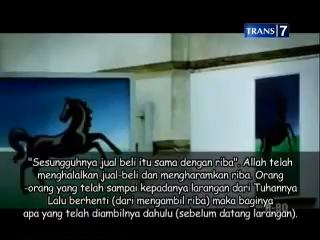 TRANS 7
"Sesungguhnya jual beli itu sama dengan riba". Allah telah
menghalalkan jual-beli dan mengharamkan riba. Orang
-orang yang telah sampai kepadanya larangan dari Tuhannya
Lalu berhenti (dari mengambil riba) maka baginya
apa yang telah diambilnya dahulu (sebelum datang larangan).